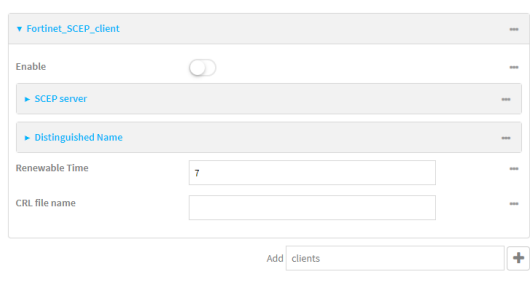 Fortinet_SCEP_client
Enable
SCEP server
Distinguished Name
Renewable Time 7
CRL file name
Add clients